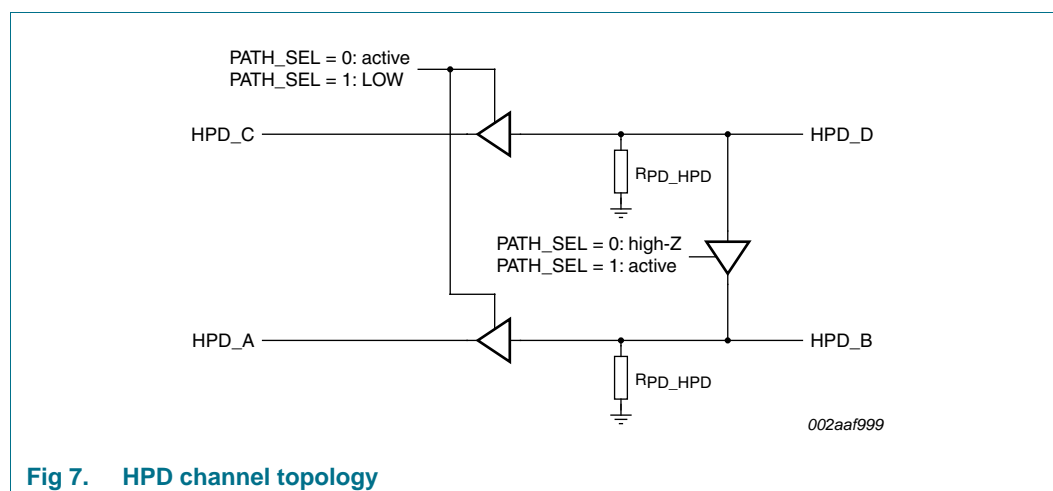 PATH_SEL = 0: active
PATH_SEL = 1: LOW
HPD_C
HPD_D
RPD_HPD
PATH_SEL = 0: high-Z
PATH_SEL = 1: active
HPD_A
HPD_B
RPD_HPD
002aaf999
Fig 7. HPD channel topology